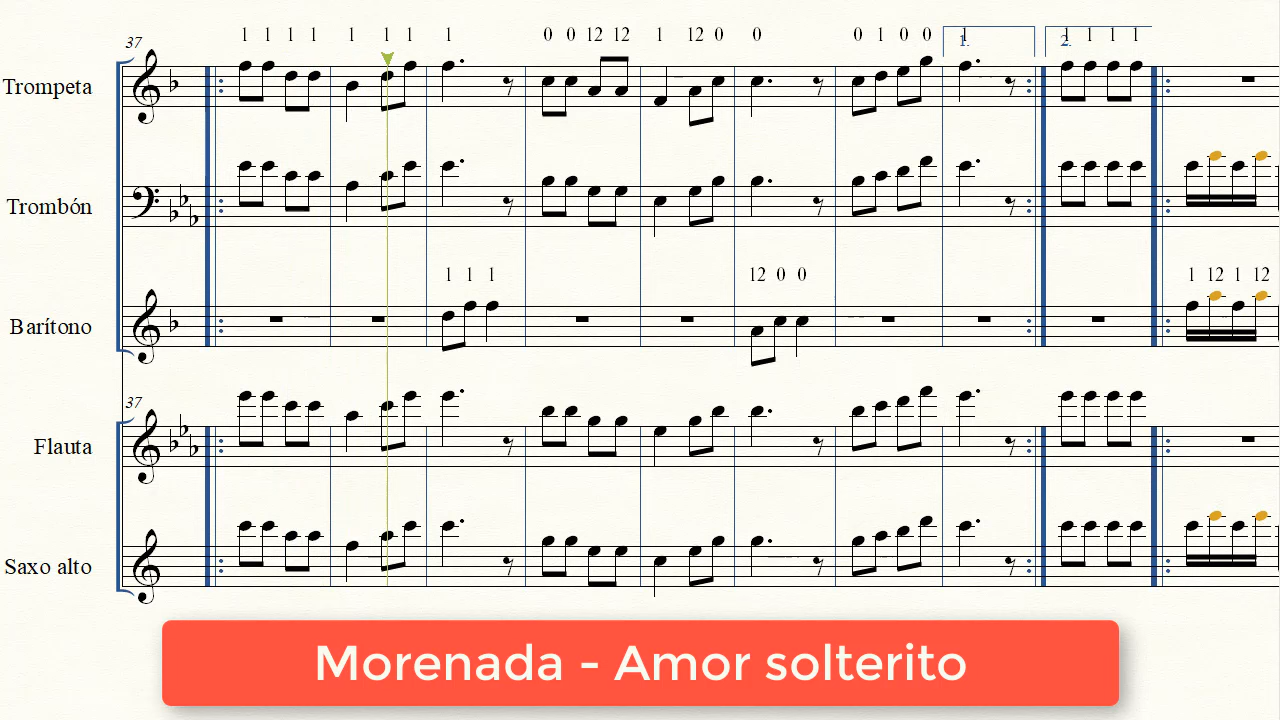 1 1 1 1 1 1 1 1 0 0 12 12 1 12 0 0 0 1 0 0 1 1 1 1 1
37 1. 2.
Trompeta
Trombón
1 1 1 12 0 0 1 12 1 12
Barítono
37
Flauta
Saxo alto
Morenada - Amor solterito